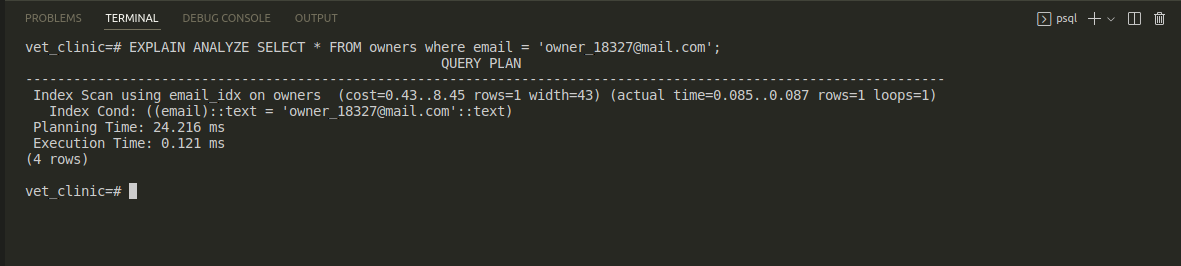 PROBLEMS TERMINAL DEBUG CONSOLE OUTPUT psql
vet_clinic=# EXPLAIN ANALYZE SELECT * FROM owners where email = 'owner_18327@mail.com';
QUERY PLAN
-------------------------------------------------------------------------------------------------------------------
Index Scan using email_idx on owners  (cost=0.43..8.45 rows=1 width=43) (actual time=0.085..0.087 rows=1 loops=1)
Index Cond: ((email)::text = 'owner_18327@mail.com'::text)
Planning Time: 24.216 ms
Execution Time: 0.121 ms
(4 rows)
vet_clinic=#